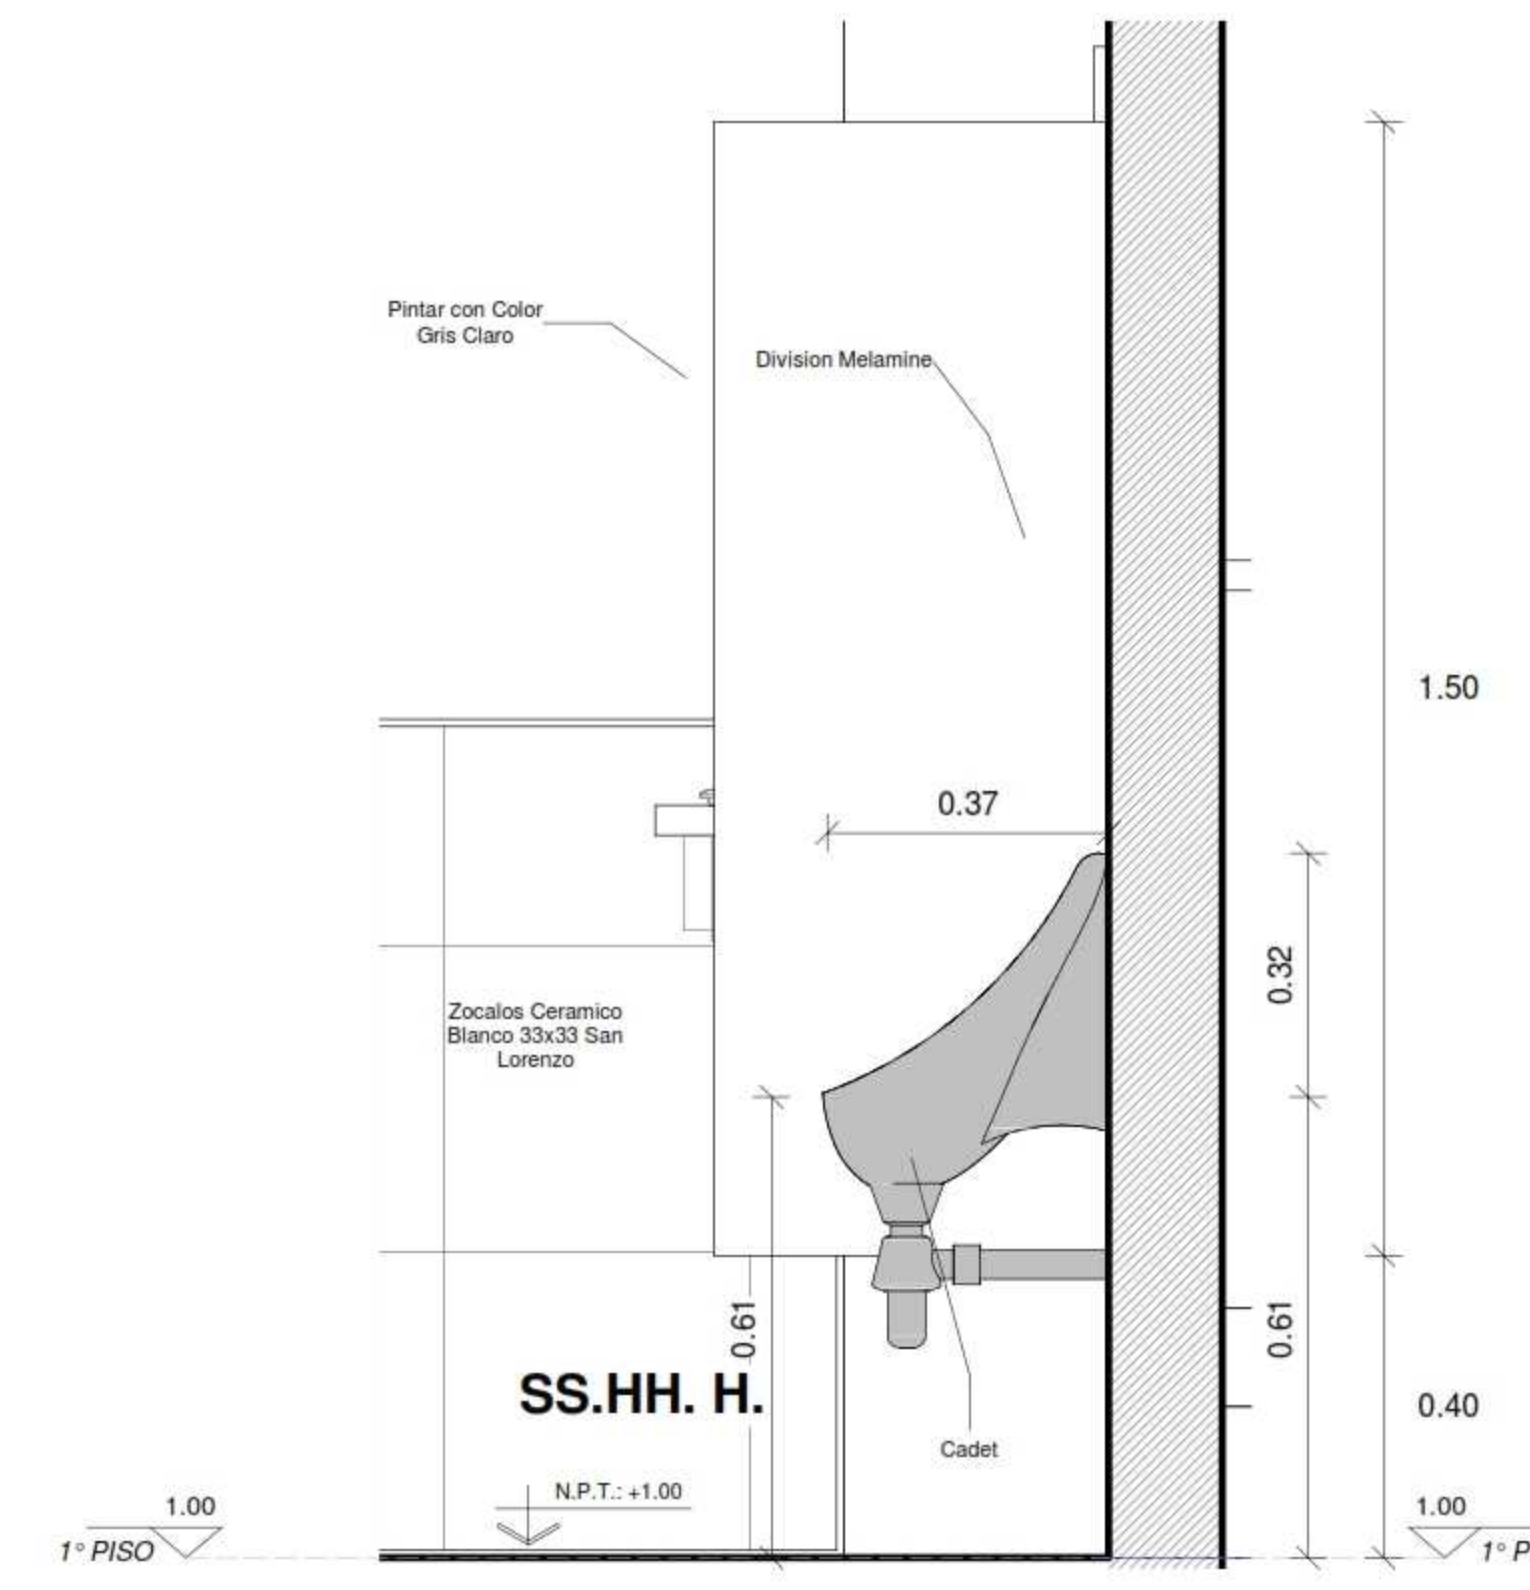 Pintar con Color
Gris Claro
Division Melamine
1.50
0.37
0.32
Zocalos Ceramico
Blanco 33x33 San
Lorenzo
0.61
0.61
SS.HH. H.
0.40
Cadet
N.P.T.: +1.00
1.00
1° PISO
1.00
1° P